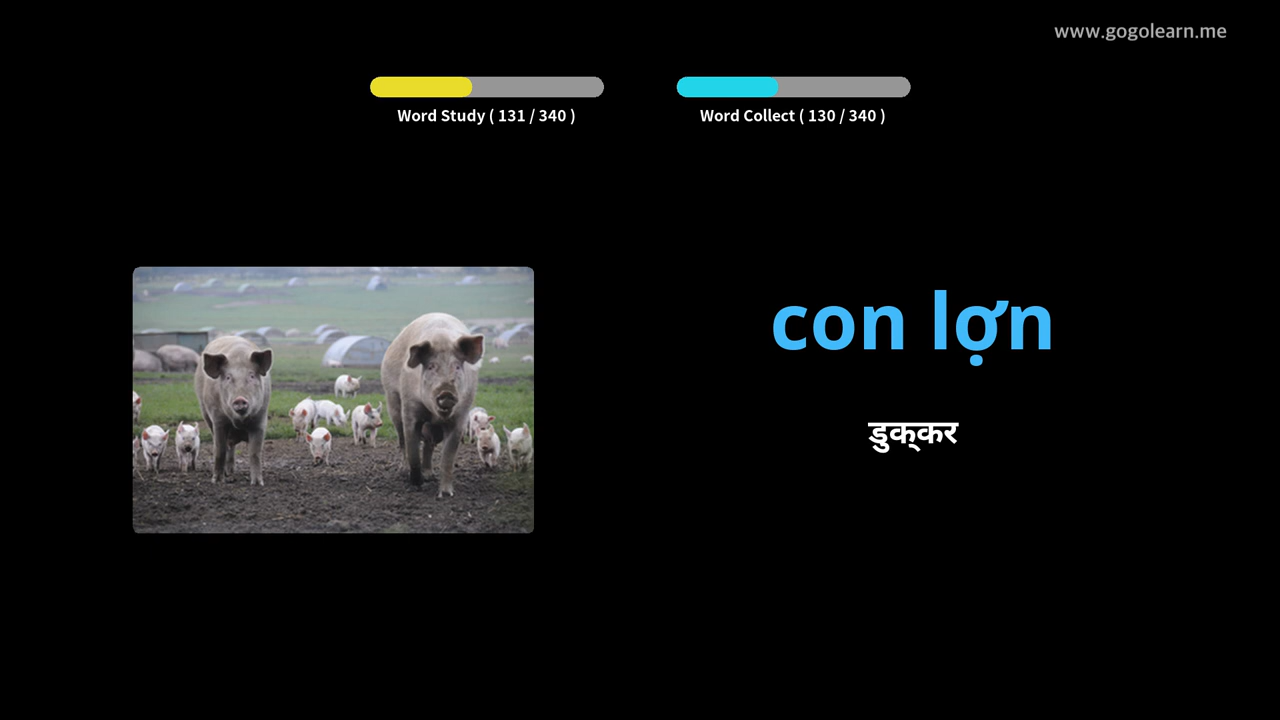 www.gogolearn.me
Word Study ( 131 / 340 )
Word Collect ( 130 / 340 )
con lợn
डुक्कर